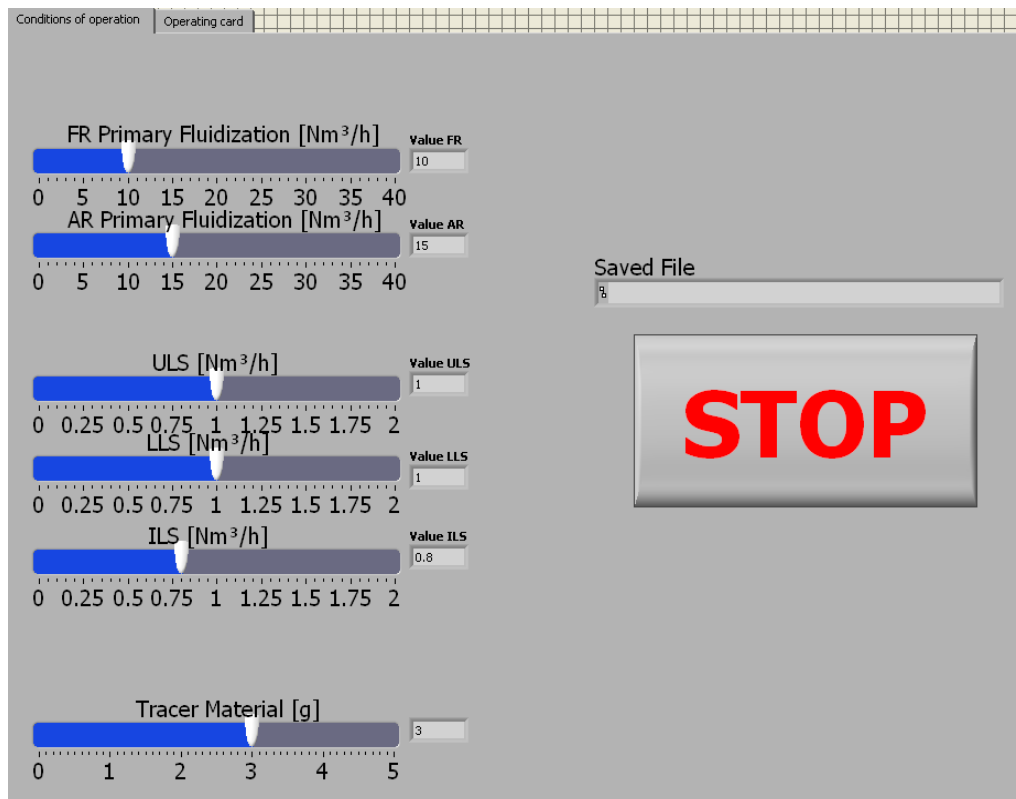 Conditions of operation
Operating card
FR Primary Fluidization [Nm³/h]
Value FR
10
0 5 10 15 20 25 30 35 40
AR Primary Fluidization [Nm³/h]
Value AR
15
0 5 10 15 20 25 30 35 40
ULS [Nm³/h]
Value ULS
1
0 0.25 0.5 0.75 1 1.25 1.5 1.75 2
LLS [Nm³/h]
Value LLS
1
0 0.25 0.5 0.75 1 1.25 1.5 1.75 2
ILS [Nm³/h]
Value ILS
0.8
0 0.25 0.5 0.75 1 1.25 1.5 1.75 2
Tracer Material [g]
3
0 1 2 3 4 5
Saved File
STOP